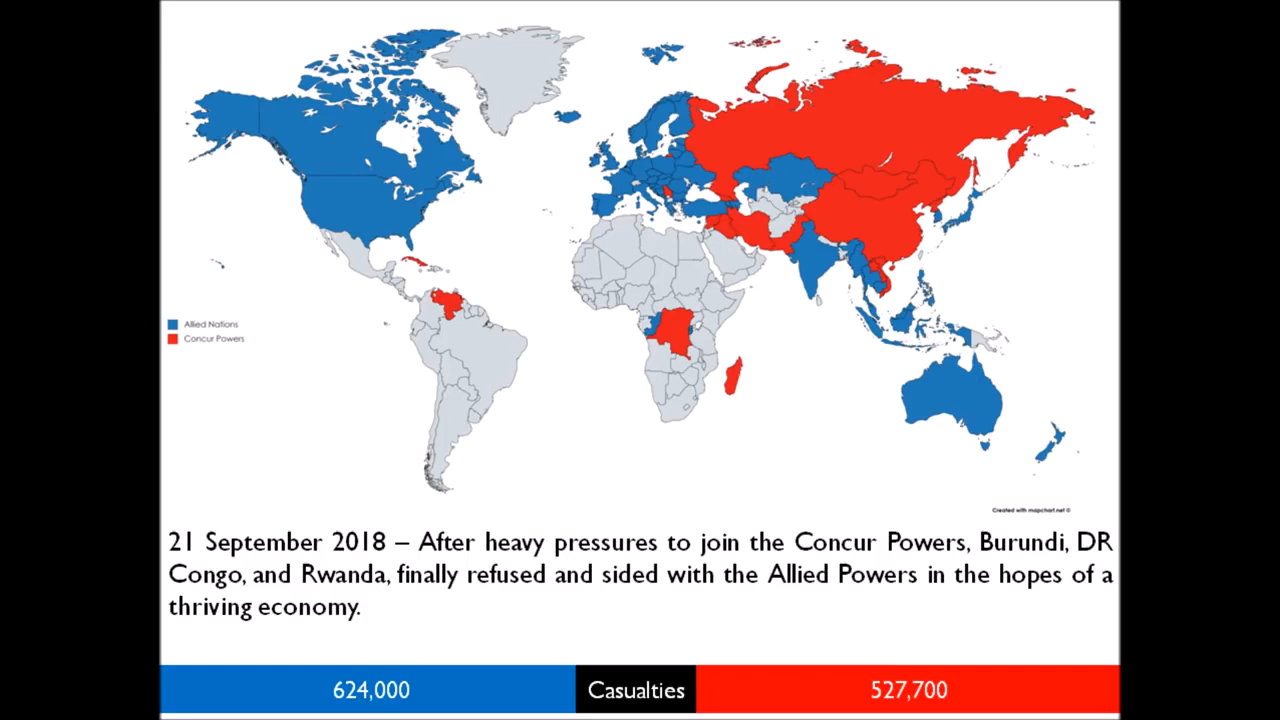 Allied Nations
Concur Powers
Created with mapchart.net ©
21 September 2018 – After heavy pressures to join the Concur Powers, Burundi, DR
Congo, and Rwanda, finally refused and sided with the Allied Powers in the hopes of a
thriving economy.
624,000 Casualties 527,700